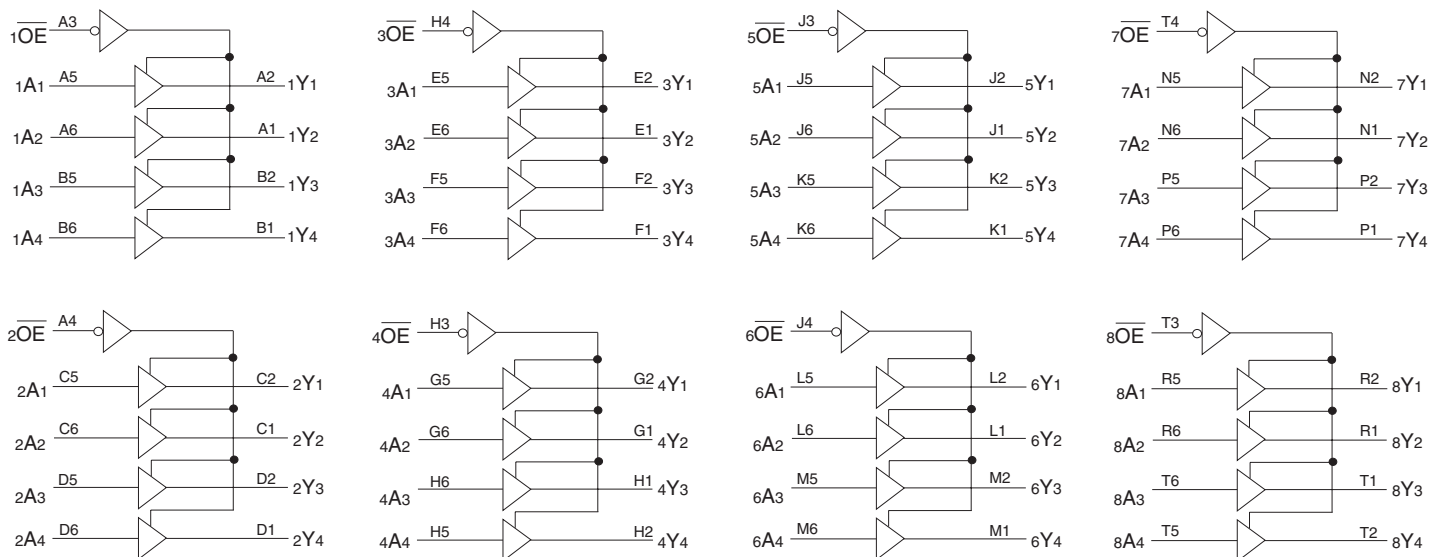 1OE A3
1A1 A5 A2 1Y1
1A2 A6 A1 1Y2
1A3 B5 B2 1Y3
1A4 B6 B1 1Y4
3OE H4
3A1 E5 E2 3Y1
3A2 E6 E1 3Y2
3A3 F5 F2 3Y3
3A4 F6 F1 3Y4
5OE J3
5A1 J5 J2 5Y1
5A2 J6 J1 5Y2
5A3 K5 K2 5Y3
5A4 K6 K1 5Y4
7OE T4
7A1 N5 N2 7Y1
7A2 N6 N1 7Y2
7A3 P5 P2 7Y3
7A4 P6 P1 7Y4
2OE A4
2A1 C5 C2 2Y1
2A2 C6 C1 2Y2
2A3 D5 D2 2Y3
2A4 D6 D1 2Y4
4OE H3
4A1 G5 G2 4Y1
4A2 G6 G1 4Y2
4A3 H6 H1 4Y3
4A4 H5 H2 4Y4
6OE J4
6A1 L5 L2 6Y1
6A2 L6 L1 6Y2
6A3 M5 M2 6Y3
6A4 M6 M1 6Y4
8OE T3
8A1 R5 R2 8Y1
8A2 R6 R1 8Y2
8A3 T6 T1 8Y3
8A4 T5 T2 8Y4